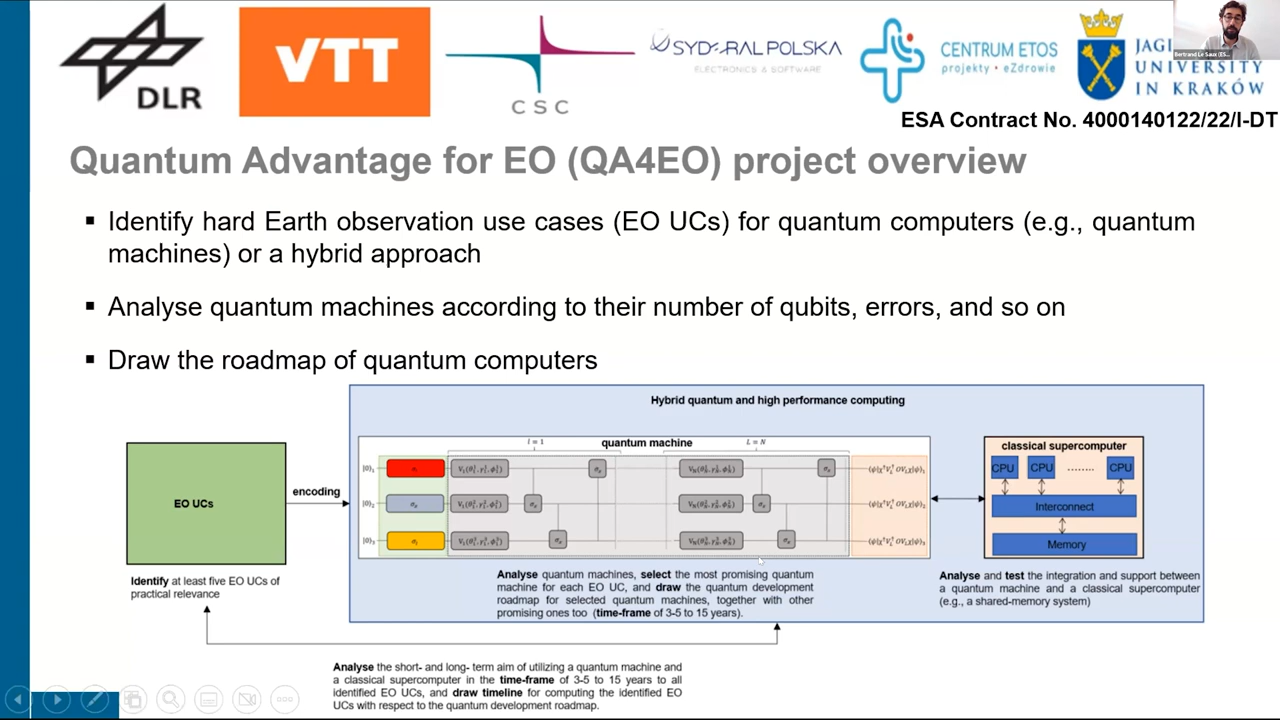 DLR
VTT
CSC
SYDERAL POLSKA
ELECTRONICS & SOFTWARE
CENTRUM ETOS
projekty • eZdrowie
UNIVERSITY
IN KRAKÓW
Bertrand Le Saux (ES...
ESA Contract No. 4000140122/22/I-DT
Quantum Advantage for EO (QA4EO) project overview
▪ Identify hard Earth observation use cases (EO UCs) for quantum computers (e.g., quantum
machines) or a hybrid approach
▪ Analyse quantum machines according to their number of qubits, errors, and so on
▪ Draw the roadmap of quantum computers
Hybrid quantum and high performance computing
l = 1
quantum machine
L = N
classical supercomputer
CPU CPU ........ CPU
encoding
EO UCs
Interconnect
Memory
Identify at least five EO UCs of
practical relevance
Analyse quantum machines, select the most promising quantum
machine for each EO UC, and draw the quantum development
roadmap for selected quantum machines, together with other
promising ones too (time-frame of 3-5 to 15 years).
Analyse and test the integration and support between
a quantum machine and a classical supercomputer
(e.g., a shared-memory system)
Analyse the short- and long- term aim of utilizing a quantum machine and
a classical supercomputer in the time-frame of 3-5 to 15 years to all
identified EO UCs, and draw timeline for computing the identified EO
UCs with respect to the quantum development roadmap.